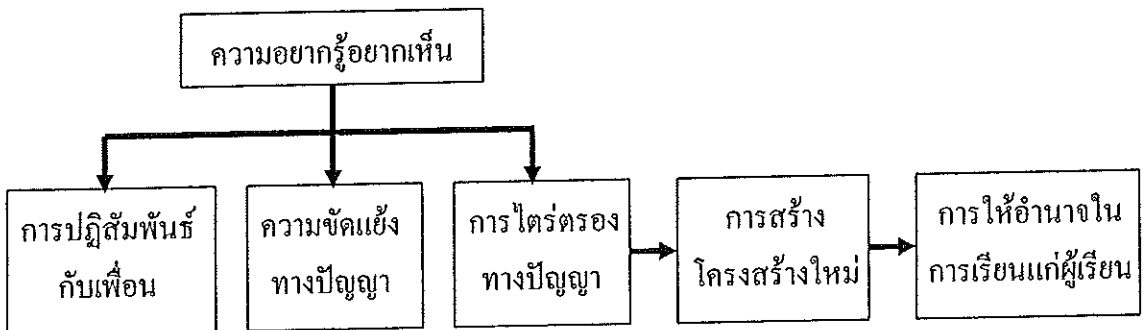 ความอยากรู้อยากเห็น
การปฏิสัมพันธ์
กับเพื่อน
ความขัดแย้ง
ทางปัญญา
การไตร่ตรอง
ทางปัญญา
การสร้าง
โครงสร้างใหม่
การให้อำนาจใน
การเรียนแก่ผู้เรียน